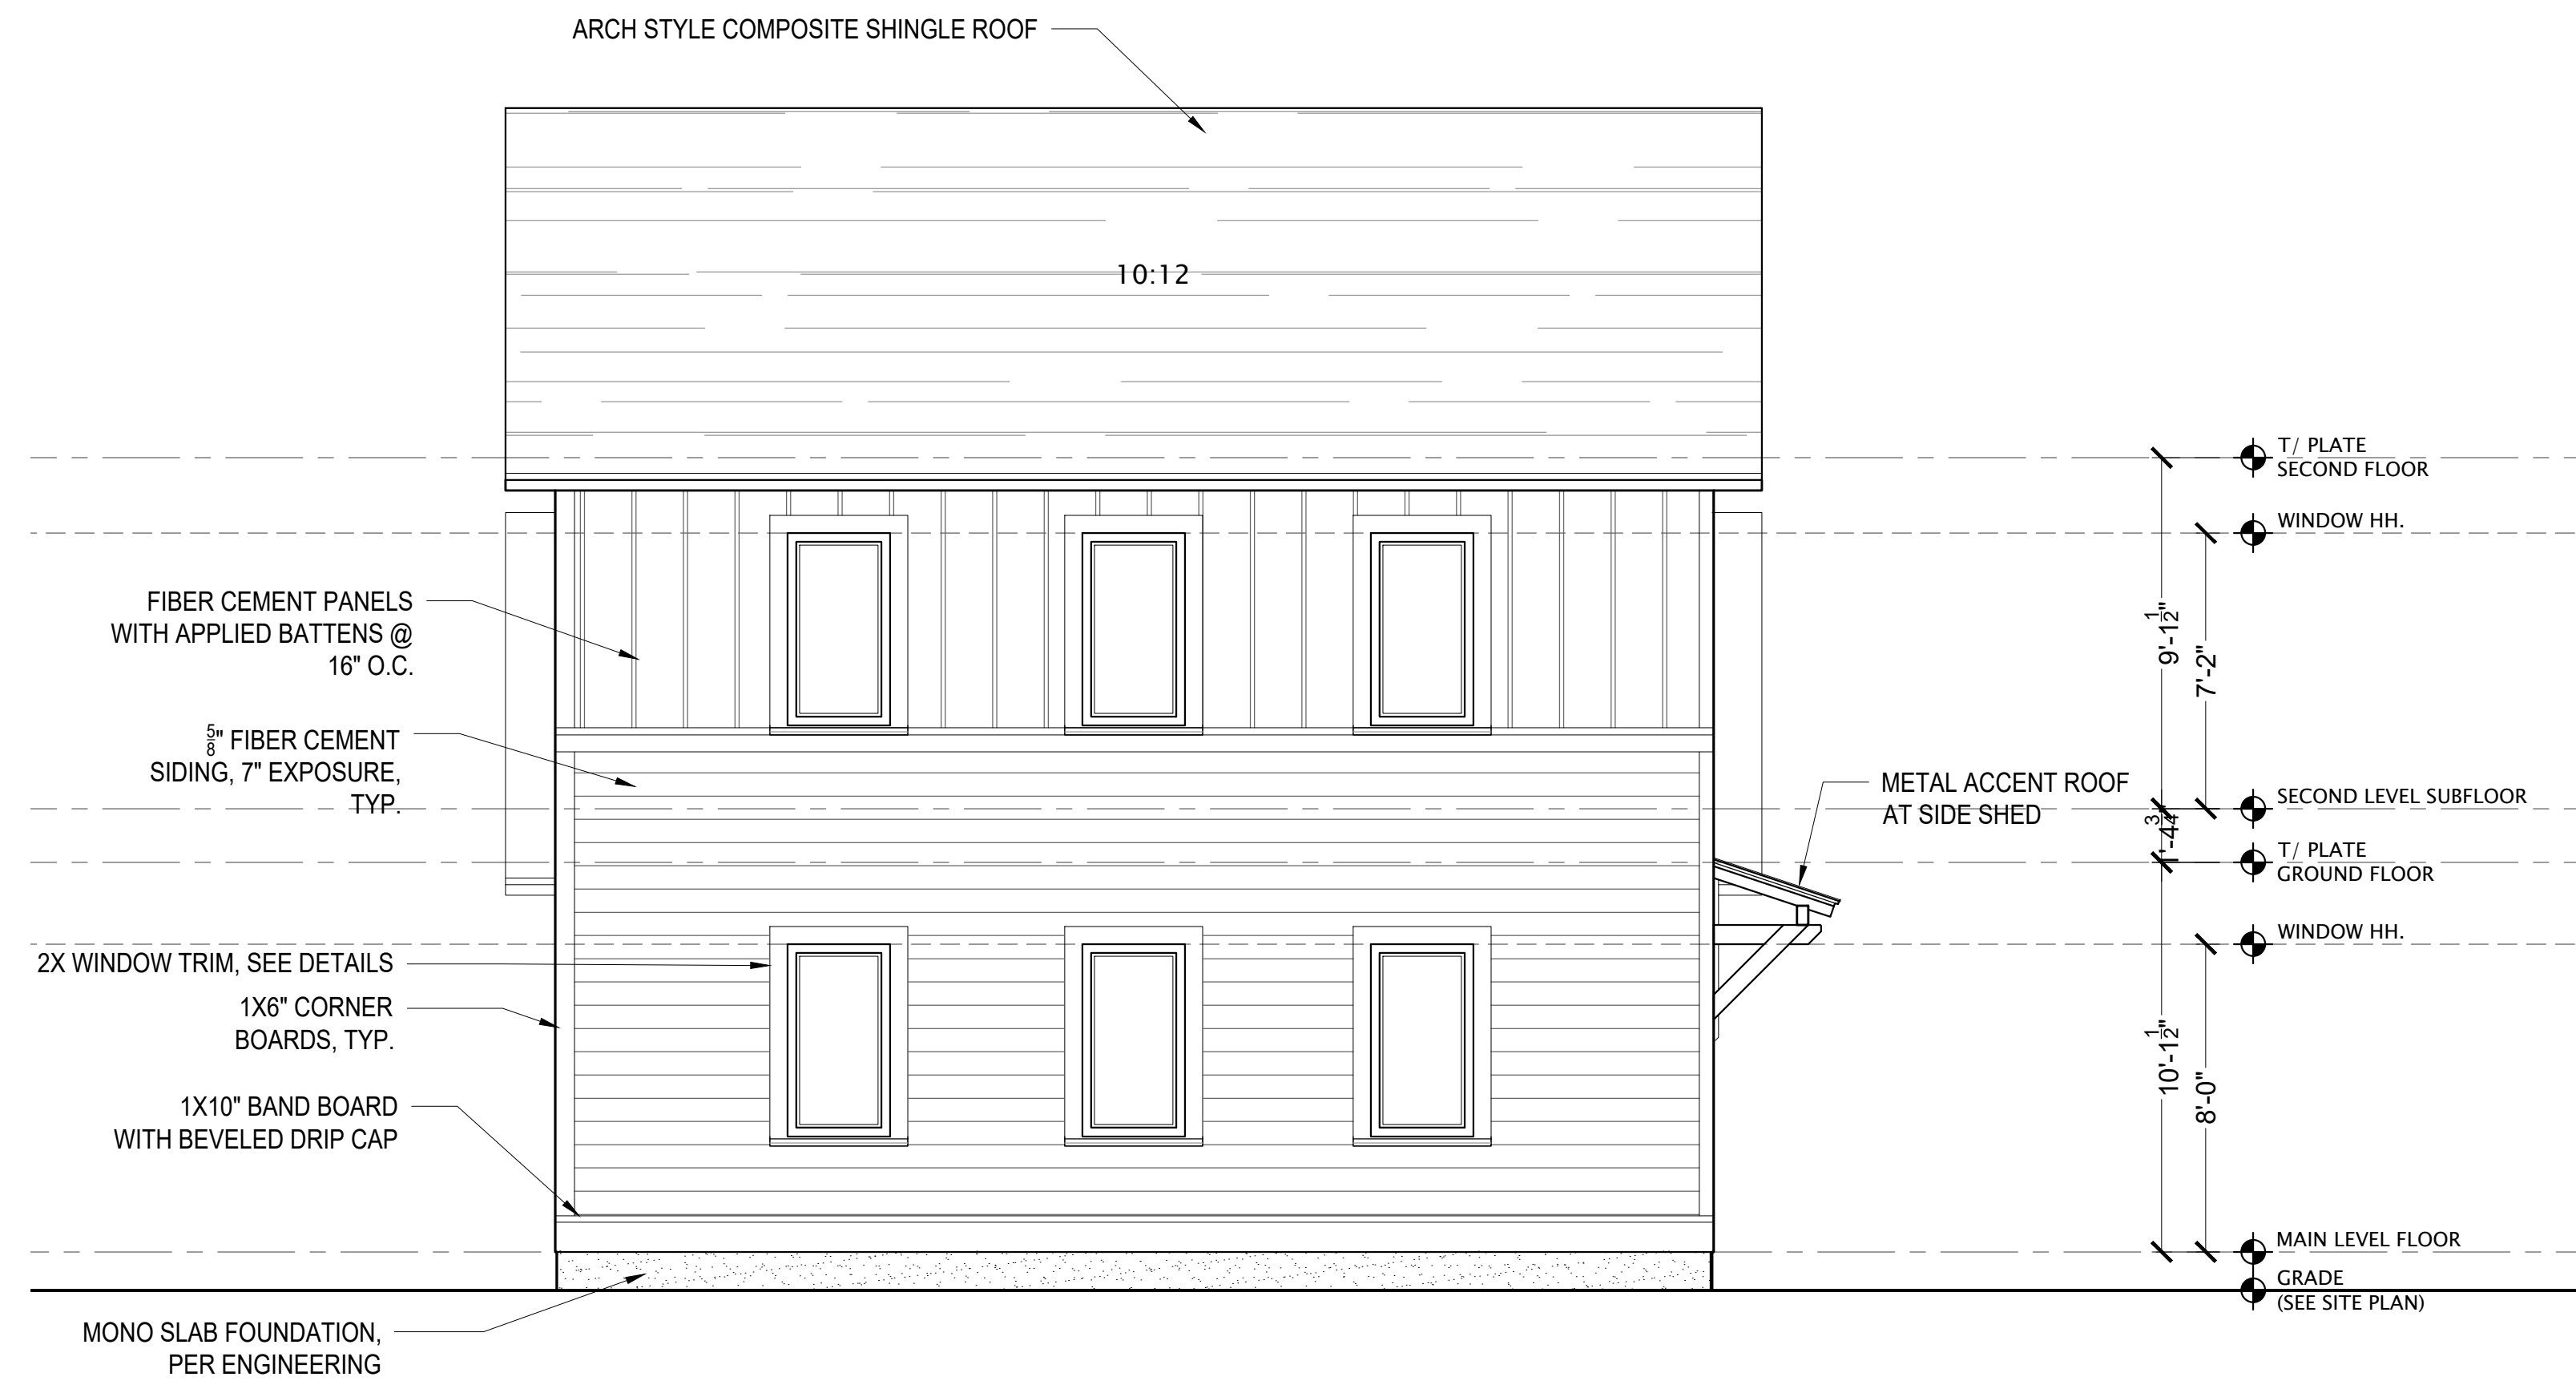 ARCH STYLE COMPOSITE SHINGLE ROOF
10:12
T/ PLATE
SECOND FLOOR
WINDOW HH.
FIBER CEMENT PANELS
WITH APPLIED BATTENS @
16" O.C.
9'-1 1/2"
7'-2"
5/8" FIBER CEMENT
SIDING, 7" EXPOSURE,
TYP.
METAL ACCENT ROOF
AT SIDE SHED
SECOND LEVEL SUBFLOOR
1'-4 3/4"
T/ PLATE
GROUND FLOOR
WINDOW HH.
2X WINDOW TRIM, SEE DETAILS
1X6" CORNER
BOARDS, TYP.
10'-1 1/2"
8'-0"
1X10" BAND BOARD
WITH BEVELED DRIP CAP
MAIN LEVEL FLOOR
GRADE
(SEE SITE PLAN)
MONO SLAB FOUNDATION,
PER ENGINEERING